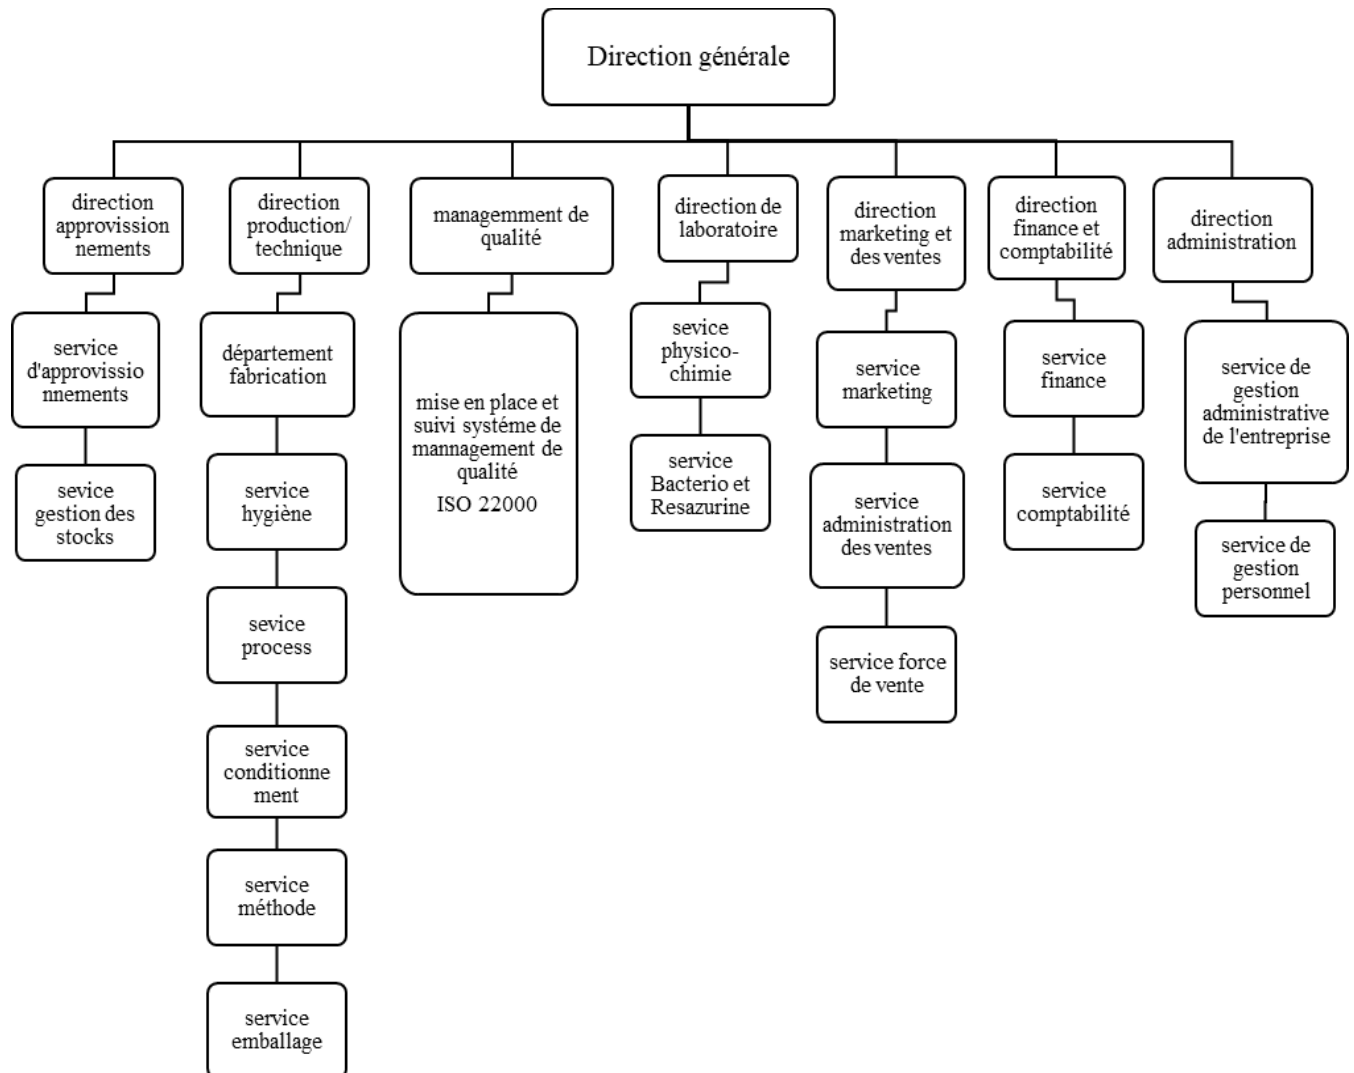 Direction générale
direction
approvission
nements
direction
production/
technique
managemment de
qualité
direction de
laboratoire
direction
marketing et
des ventes
direction
finance et
comptabilité
direction
administration
service
d'approvissio
nnements
sevice
gestion des
stocks
département
fabrication
service
hygiène
sevice
process
service
conditionne
ment
service
méthode
service
emballage
mise en place et
suivi systéme de
mannagement de
qualité
ISO 22000
sevice
physico-
chimie
service
Bacterio et
Resazurine
service
marketing
service
administration
des ventes
service force
de vente
service
finance
service
comptabilité
service de
gestion
administrative
de l'entreprise
service de
gestion
personnel